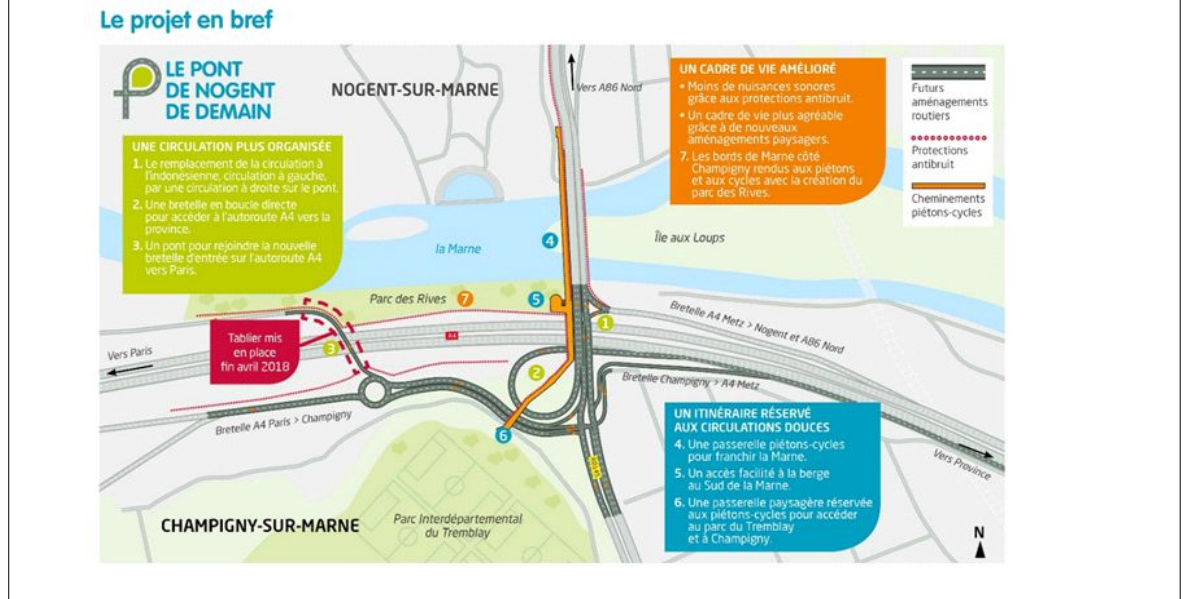 Le projet en bref
LE PONT
DE NOGENT
DE DEMAIN
NOGENT-SUR-MARNE
Vers A86 Nord
UN CADRE DE VIE AMÉLIORÉ
• Moins de nuisances sonores
grâce aux protections antibruit.
• Un cadre de vie plus agréable
grâce à de nouveaux
aménagements paysagers.
7. Les bords de Marne côté
Champigny rendus aux piétons
et aux cycles avec la création du
parc des Rives.
Futurs
aménagements
routiers
Protections
antibruit
Cheminements
piétons-cycles
UNE CIRCULATION PLUS ORGANISÉE
1. Le remplacement de la circulation à
l'indonésienne, circulation à gauche,
par une circulation à droite sur le pont.
2. Une bretelle en boucle directe
pour accéder à l'autoroute A4 vers la
province.
3. Un pont pour rejoindre la nouvelle
bretelle d'entrée sur l'autoroute A4
vers Paris.
la Marne
4
Île aux Loups
Parc des Rives
7
5
1
Bretelle A4 Metz > Nogent et A86 Nord
Vers Paris
Tablier mis
en place
fin avril 2018
3
A4
2
Bretelle Champigny > A4 Metz
Bretelle A4 Paris > Champigny
6
UN ITINÉRAIRE RÉSERVÉ
AUX CIRCULATIONS DOUCES
4. Une passerelle piétons-cycles
pour franchir la Marne.
5. Un accès facilité à la berge
au Sud de la Marne.
6. Une passerelle paysagère réservée
aux piétons-cycles pour accéder
au parc du Tremblay
et à Champigny.
Vers Province
CHAMPIGNY-SUR-MARNE
Parc Interdépartemental
du Tremblay
N